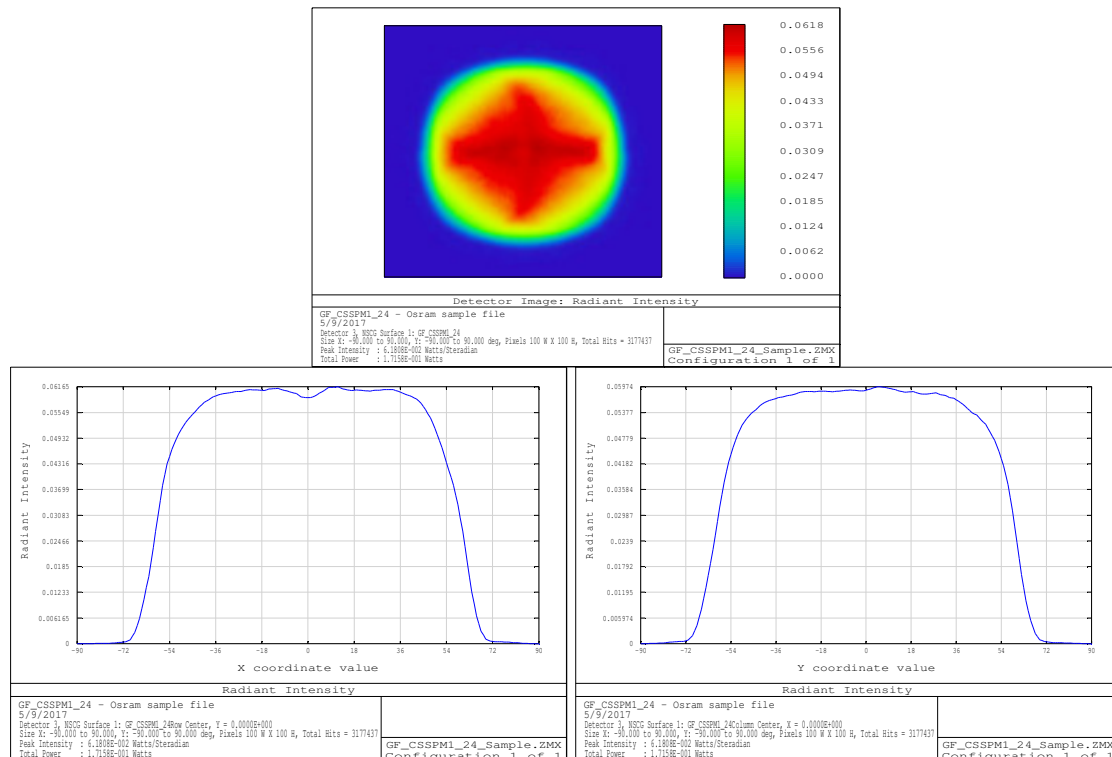 0.0618
0.0556
0.0494
0.0433
0.0371
0.0309
0.0247
0.0185
0.0124
0.0062
0.0000
Detector Image: Radiant Intensity
GF_CSSPM1_24 - Osram sample file
5/9/2017
Detector 3, NSCG Surface 1: GF_CSSPM1_24
Size X: -90.000 to 90.000, Y: -90.000 to 90.000 deg, Pixels 100 W X 100 H, Total Hits = 3177437
Peak Intensity : 6.1808E-002 Watts/Steradian
Total Power : 1.7158E-001 Watts
GF_CSSPM1_24_Sample.ZMX
Configuration 1 of 1
0.06165
0.05549
0.04932
0.04316
0.03699
0.03083
0.02466
0.0185
0.01233
0.006165
0
Radiant Intensity
-90 -72 -54 -36 -18 0 18 36 54 72 90
X coordinate value
Radiant Intensity
GF_CSSPM1_24 - Osram sample file
5/9/2017
Detector 3, NSCG Surface 1: GF_CSSPM1_24Row Center, Y = 0.0000E+000
Size X: -90.000 to 90.000, Y: -90.000 to 90.000 deg, Pixels 100 W X 100 H, Total Hits = 3177437
Peak Intensity : 6.1808E-002 Watts/Steradian
Total Power : 1.7158E-001 Watts
GF_CSSPM1_24_Sample.ZMX
Configuration 1 of 1
0.05974
0.05377
0.04779
0.04182
0.03584
0.02987
0.0239
0.01792
0.01195
0.005974
0
Radiant Intensity
-90 -72 -54 -36 -18 0 18 36 54 72 90
Y coordinate value
Radiant Intensity
GF_CSSPM1_24 - Osram sample file
5/9/2017
Detector 3, NSCG Surface 1: GF_CSSPM1_24Column Center, X = 0.0000E+000
Size X: -90.000 to 90.000, Y: -90.000 to 90.000 deg, Pixels 100 W X 100 H, Total Hits = 3177437
Peak Intensity : 6.1808E-002 Watts/Steradian
Total Power : 1.7158E-001 Watts
GF_CSSPM1_24_Sample.ZMX
Configuration 1 of 1